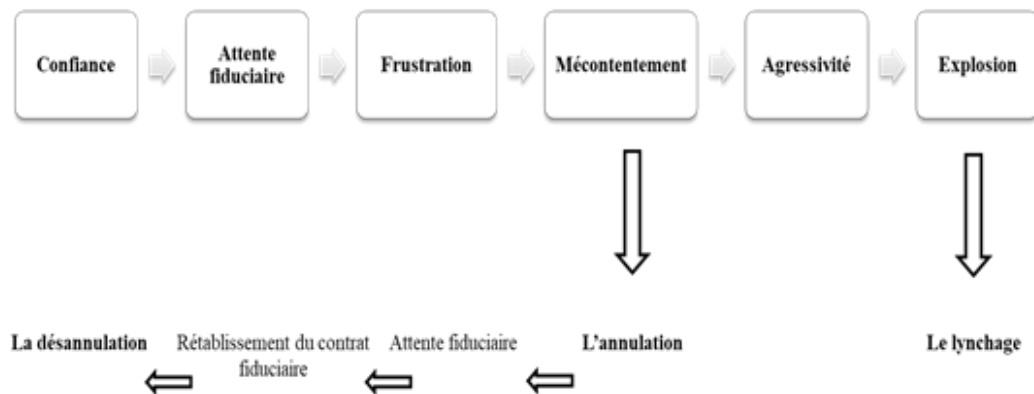 Confiance
Attente
fiduciaire
Frustration
Mécontentement
Agressivité
Explosion
La désannulation
Rétablissement du contrat
fiduciaire
Attente fiduciaire
L'annulation
Le lynchage